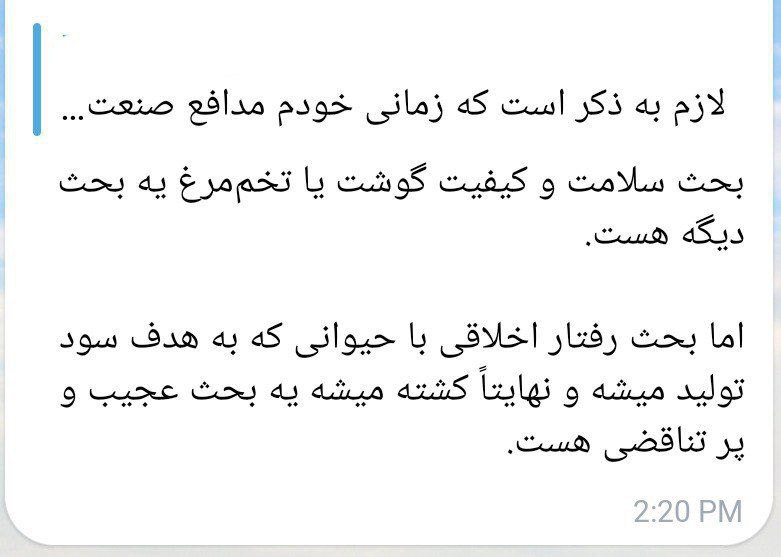 لازم به ذکر است که زمانی خودم مدافع صنعت...
بحث سلامت و کیفیت گوشت یا تخم‌مرغ یه بحث
دیگه هست.
اما بحث رفتار اخلاقی با حیوانی که به هدف سود
تولید میشه و نهایتاً کشته میشه یه بحث عجیب و
پر تناقضی هست.
2:20 PM